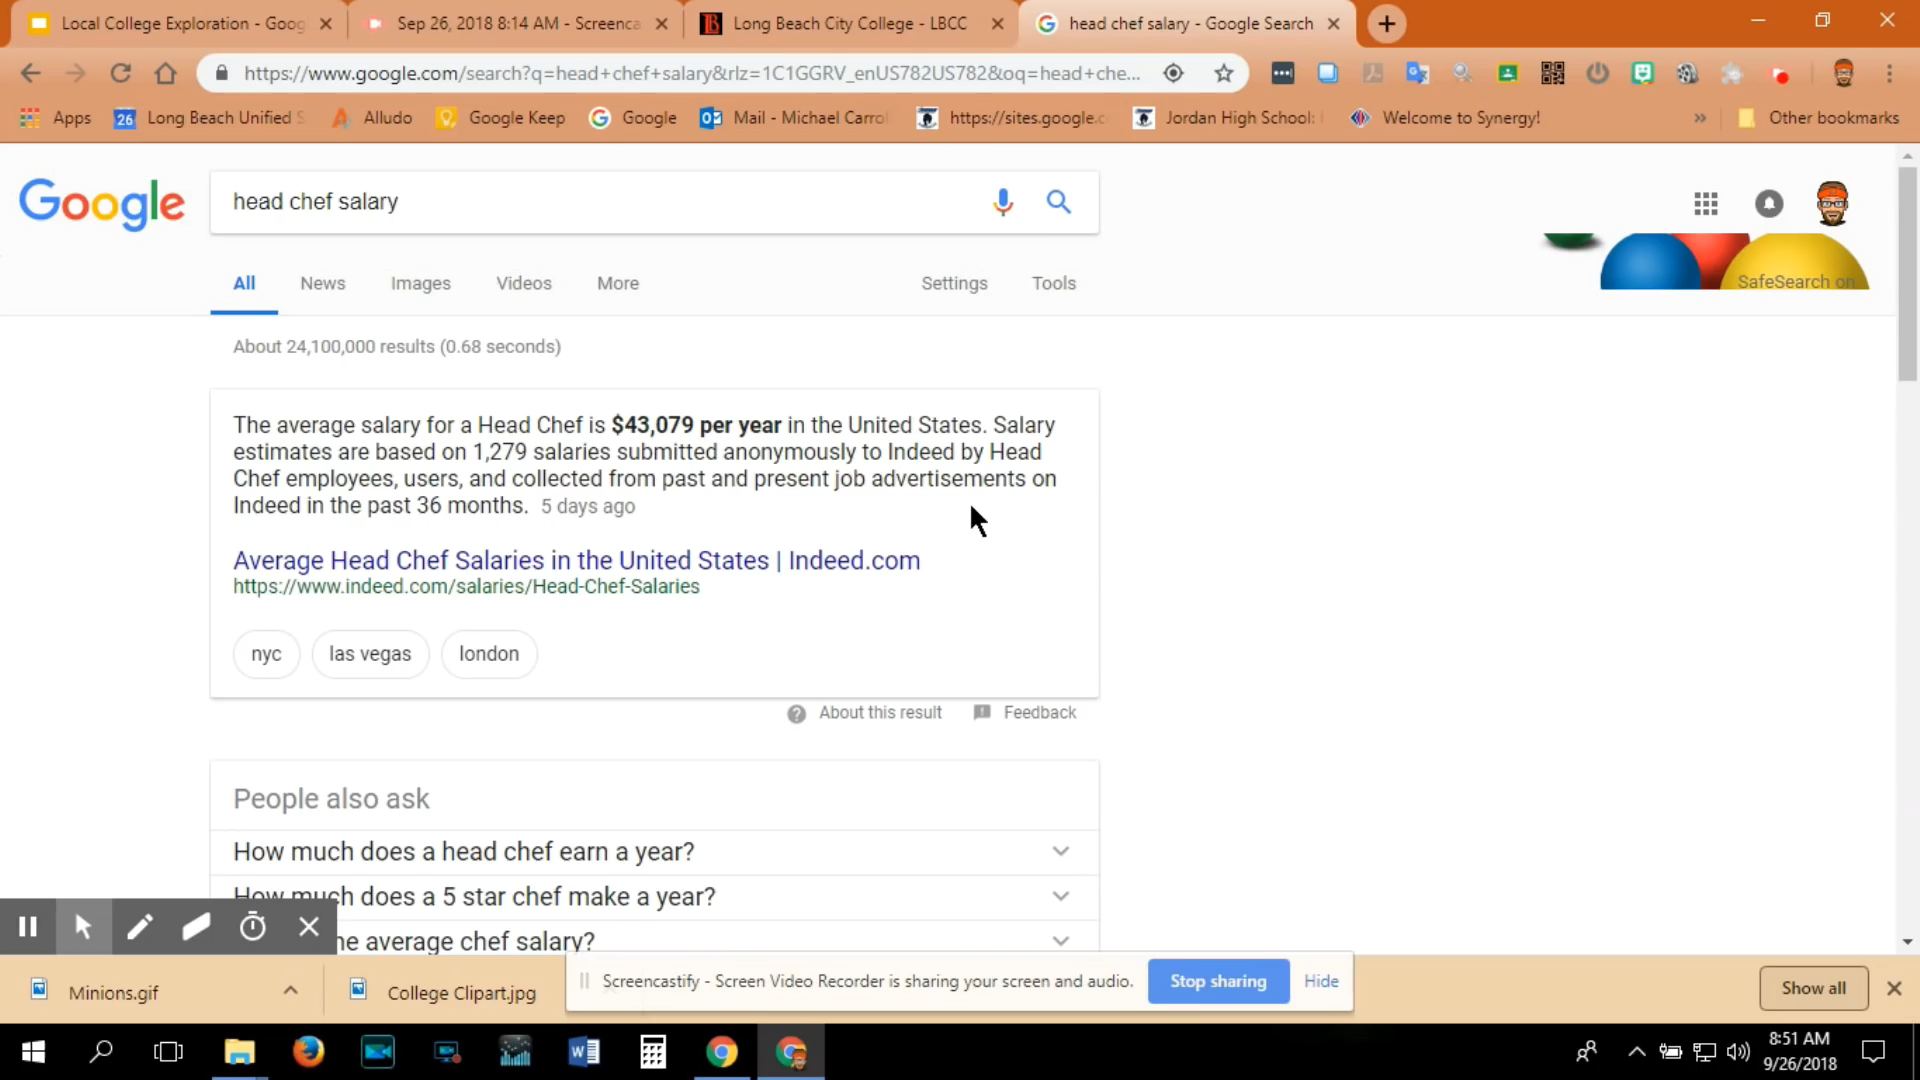 Local College Exploration - Goog
Sep 26, 2018 8:14 AM - Screenca
Long Beach City College - LBCC
head chef salary - Google Search
https://www.google.com/search?q=head+chef+salary&rlz=1C1GGRV_enUS782US782&oq=head+che...
Apps
26
Long Beach Unified S
Alludo
Google Keep
Google
Mail - Michael Carrol
https://sites.google.c
Jordan High School:
Welcome to Synergy!
Other bookmarks
Google
head chef salary
All
News
Images
Videos
More
Settings
Tools
SafeSearch on
About 24,100,000 results (0.68 seconds)
The average salary for a Head Chef is $43,079 per year in the United States. Salary
estimates are based on 1,279 salaries submitted anonymously to Indeed by Head
Chef employees, users, and collected from past and present job advertisements on
Indeed in the past 36 months. 5 days ago
Average Head Chef Salaries in the United States | Indeed.com
https://www.indeed.com/salaries/Head-Chef-Salaries
nyc
las vegas
london
About this result
Feedback
People also ask
How much does a head chef earn a year?
How much does a 5 star chef make a year?
he average chef salary?
Minions.gif
College Clipart.jpg
Screencastify - Screen Video Recorder is sharing your screen and audio.
Stop sharing
Hide
Show all
8:51 AM
9/26/2018